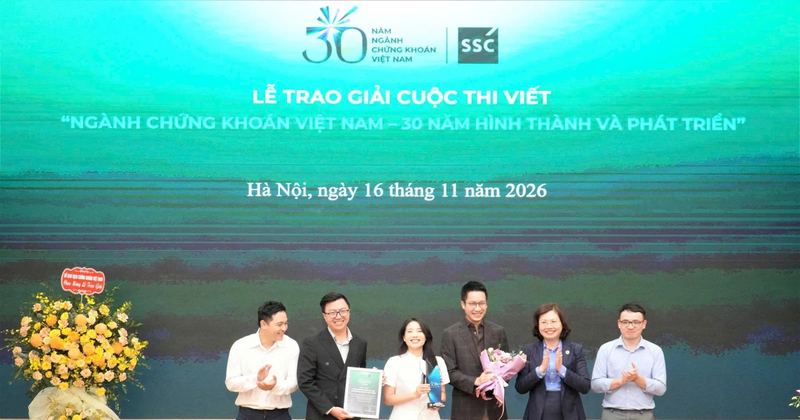 30
NĂM
NGÀNH
CHỨNG KHOÁN
VIỆT NAM
SSC
LỄ TRAO GIẢI CUỘC THI VIẾT
“NGÀNH CHỨNG KHOÁN VIỆT NAM – 30 NĂM HÌNH THÀNH VÀ PHÁT TRIỂN”
Hà Nội, ngày 16 tháng 11 năm 2026